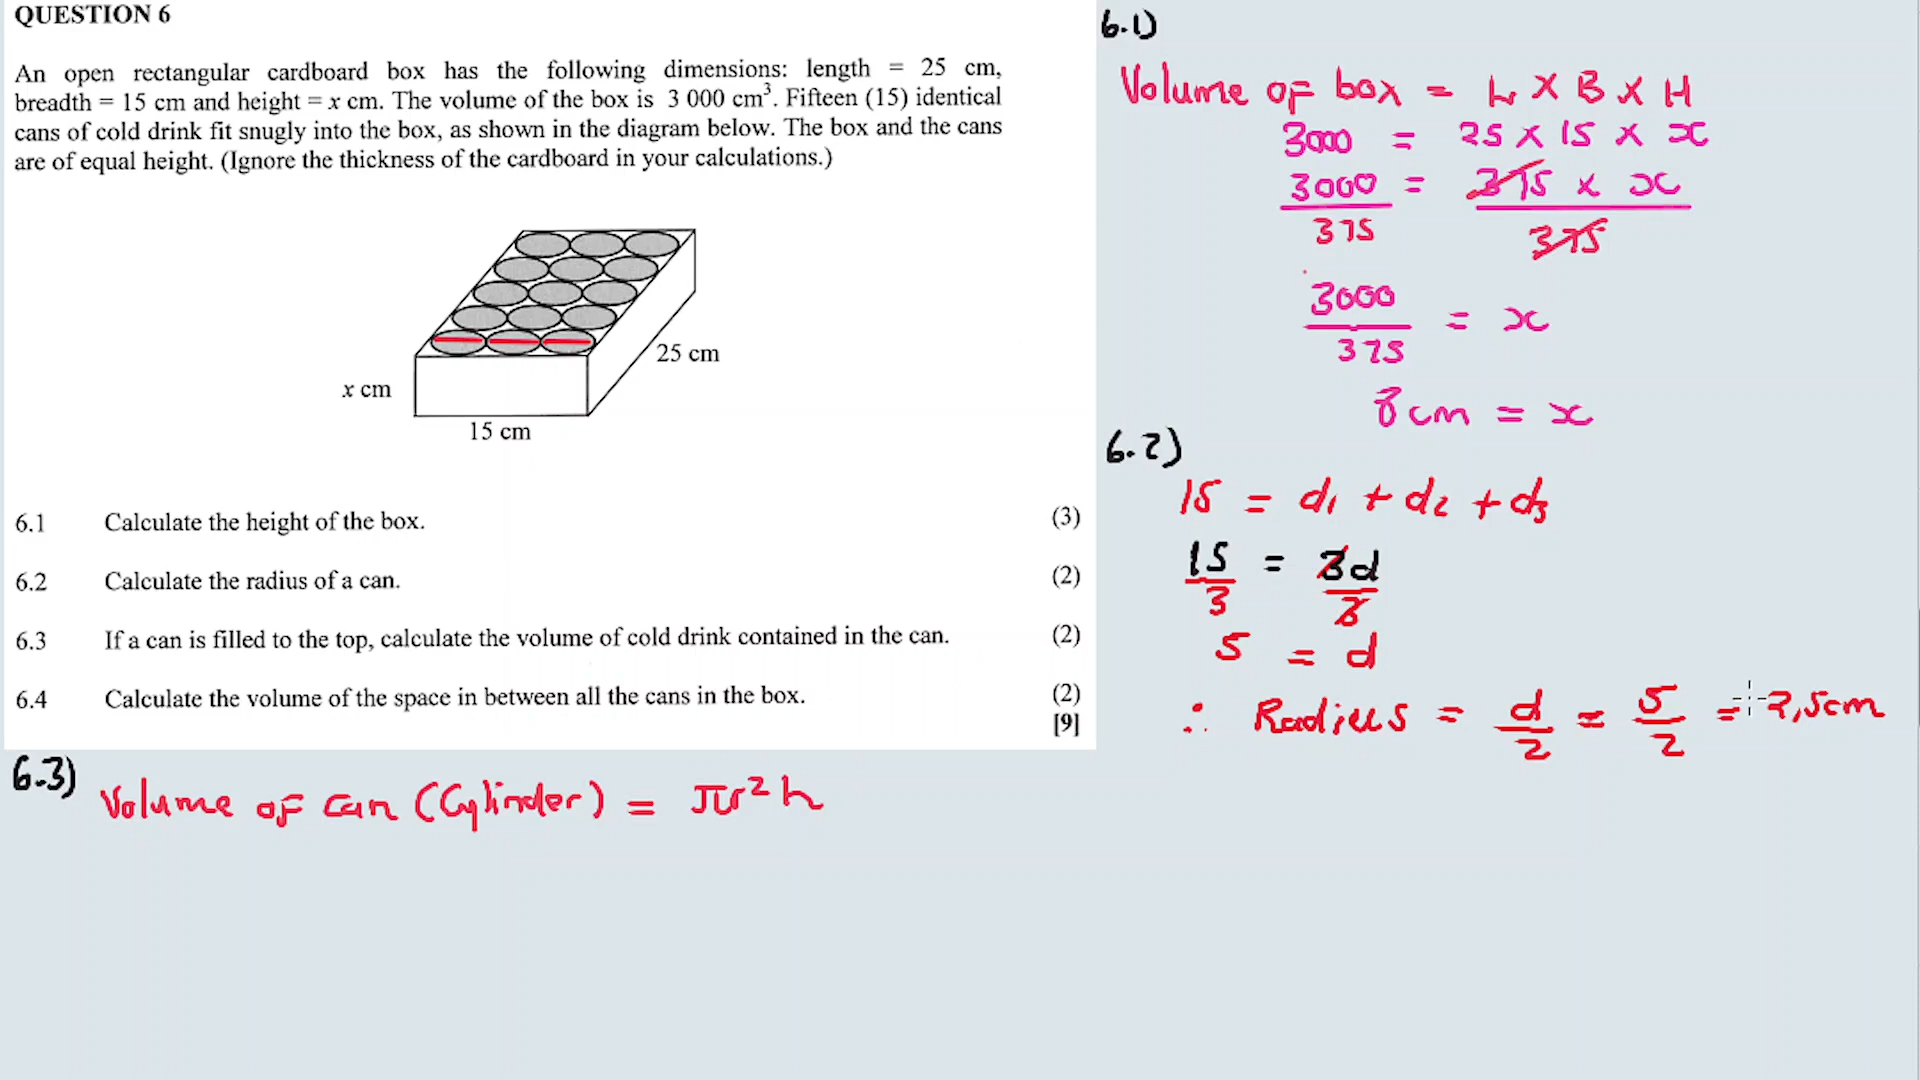 QUESTION 6
An open rectangular cardboard box has the following dimensions: length = 25 cm,
breadth = 15 cm and height = x cm. The volume of the box is 3 000 cm³. Fifteen (15) identical
cans of cold drink fit snugly into the box, as shown in the diagram below. The box and the cans
are of equal height. (Ignore the thickness of the cardboard in your calculations.)
25 cm
x cm
15 cm
6.1 Calculate the height of the box. (3)
6.2 Calculate the radius of a can. (2)
6.3 If a can is filled to the top, calculate the volume of cold drink contained in the can. (2)
6.4 Calculate the volume of the space in between all the cans in the box. (2)
[9]
6.1)
Volume of box = L × B × H
3000 = 25 × 15 × x
3000 = 375 × x
375 375
3000 = x
375
8cm = x
6.2)
15 = d1 + d2 + d3
15 = 3d
3 3
5 = d
∴ Radius = d = 5 = 2,5cm
2 2
6.3) Volume of can (Cylinder) = πr²h